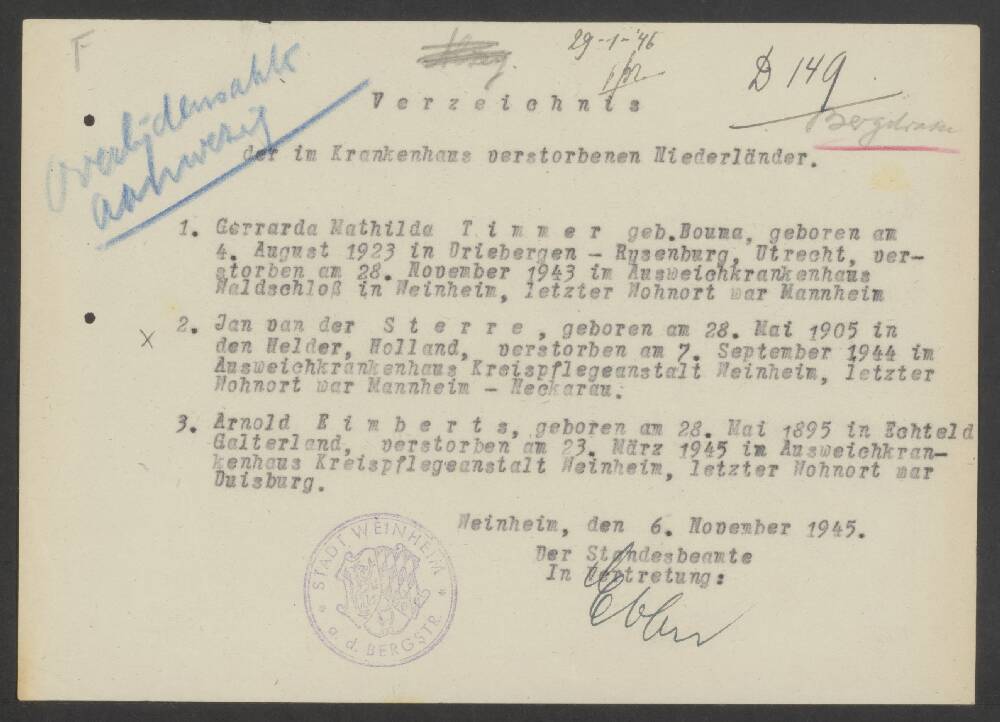 F
29-1-'46
D 149
Overlijdensakte
aanwezig
Verzeichnis
der im Krankenhaus verstorbenen Niederländer.
1. Gerrarda Mathilda Timmer geb.Bouma, geboren am
4. August 1923 in Driebergen - Rysenburg, Utrecht, ver-
storben am 28. November 1943 im Ausweichkrankenhaus
Waldschloß in Weinheim, letzter Wohnort war Mannheim
X 2. Jan van der Sterre, geboren am 28. Mai 1905 in
den Helder, Holland, verstorben am 7. September 1944 im
Ausweichkrankenhaus Kreispflegeanstalt Weinheim, letzter
Wohnort war Mannheim - Neckarau.
3. Arnold Eimberts, geboren am 28. Mai 1895 in Echteld
Galterland, verstorben am 23. März 1945 im Ausweichkran-
kenhaus Kreispflegeanstalt Weinheim, letzter Wohnort war
Duisburg.
Weinheim, den 6. November 1945.
Der Standesbeamte
In Vertretung:
STADT WEINHEIM
a. d. BERGSTR.